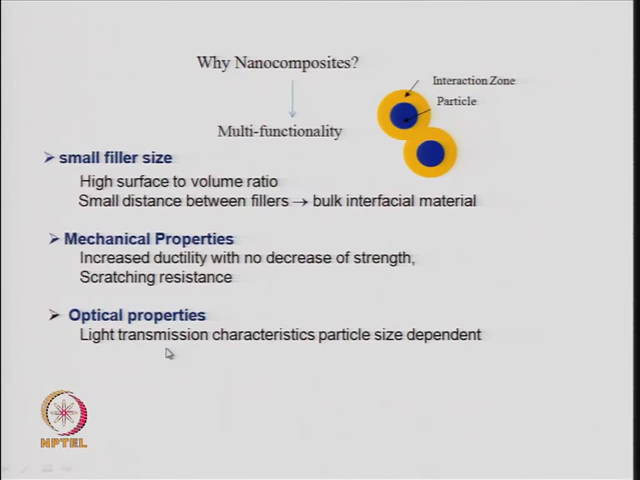 Why Nanocomposites?
Interaction Zone
Particle
Multi-functionality
small filler size
High surface to volume ratio
Small distance between fillers → bulk interfacial material
Mechanical Properties
Increased ductility with no decrease of strength,
Scratching resistance
Optical properties
Light transmission characteristics particle size dependent
NPTEL